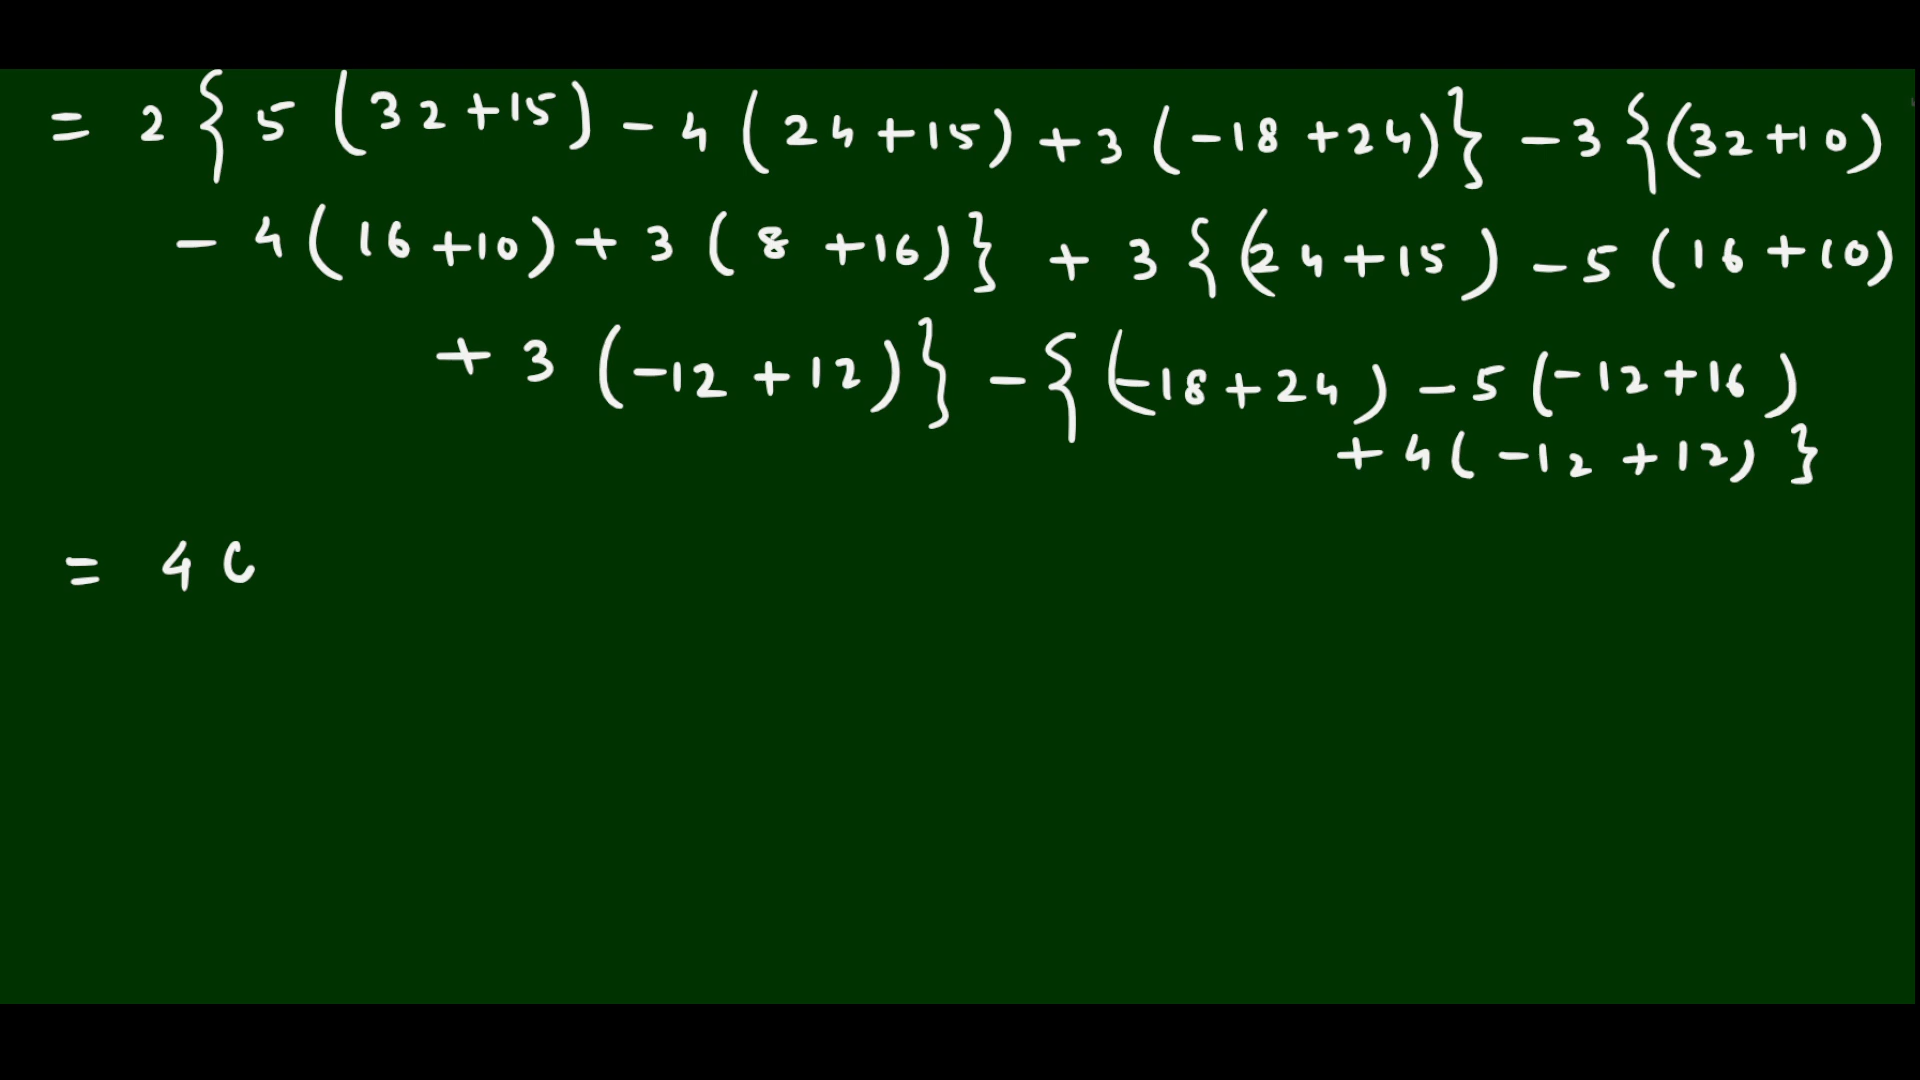 = 2 { 5 (32+15) - 4 (24+15) + 3 (-18+24)} - 3 {(32+10)
- 4 (16+10) + 3 (8+16)} + 3 {(24+15) - 5 (16+10)
+ 3 (-12+12)} - {(-18+24) - 5 (-12+16)
+ 4(-12+12)}
= 4